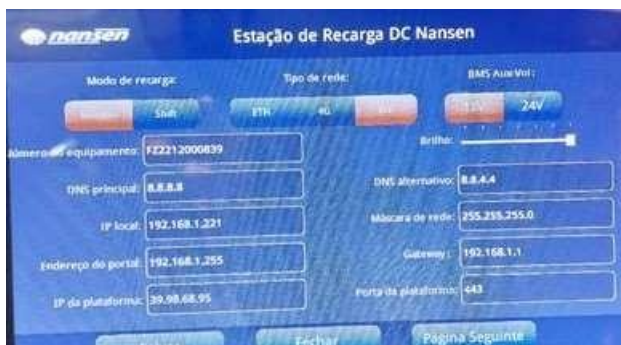 nansen
Estação de Recarga DC Nansen
Modo de recarga:
Tipo de rede:
BMS Aux Vol:
Shift
ETH
4G
24V
Brilho:
Número do equipamento: FZ2212000839
DNS principal: 8.8.8.8
DNS alternativo: 8.8.4.4
IP local: 192.168.1.221
Máscara de rede: 255.255.255.0
Endereço do portal: 192.168.1.255
Gateway: 192.168.1.1
IP da plataforma: 39.98.68.95
Porta da plataforma: 443
Fechar
Página Seguinte